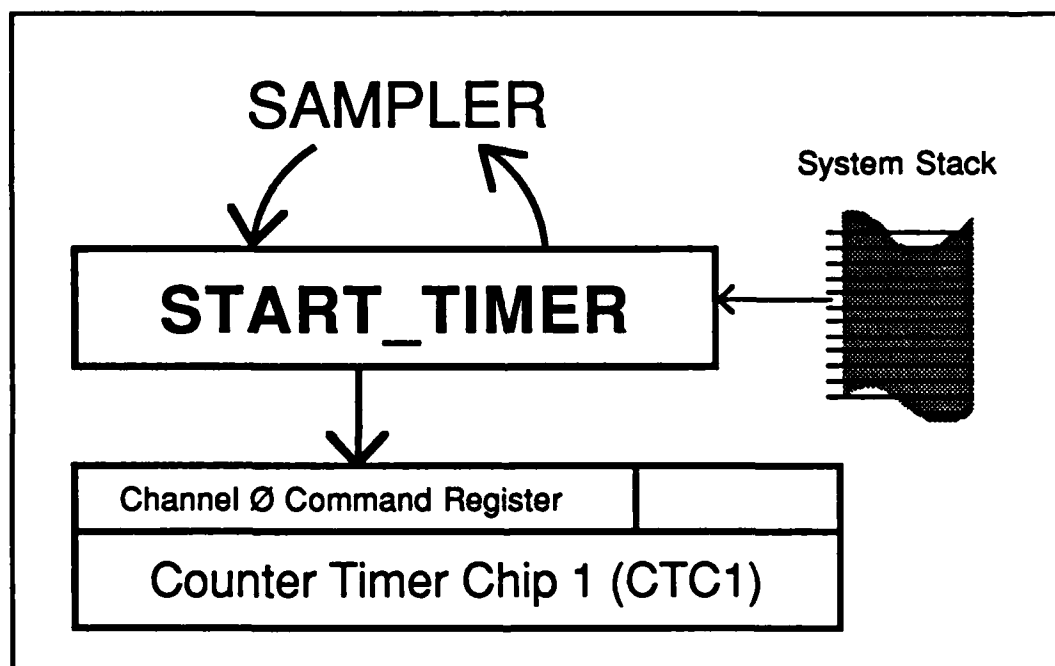 SAMPLER
System Stack
START_TIMER
Channel Ø Command Register
Counter Timer Chip 1 (CTC1)